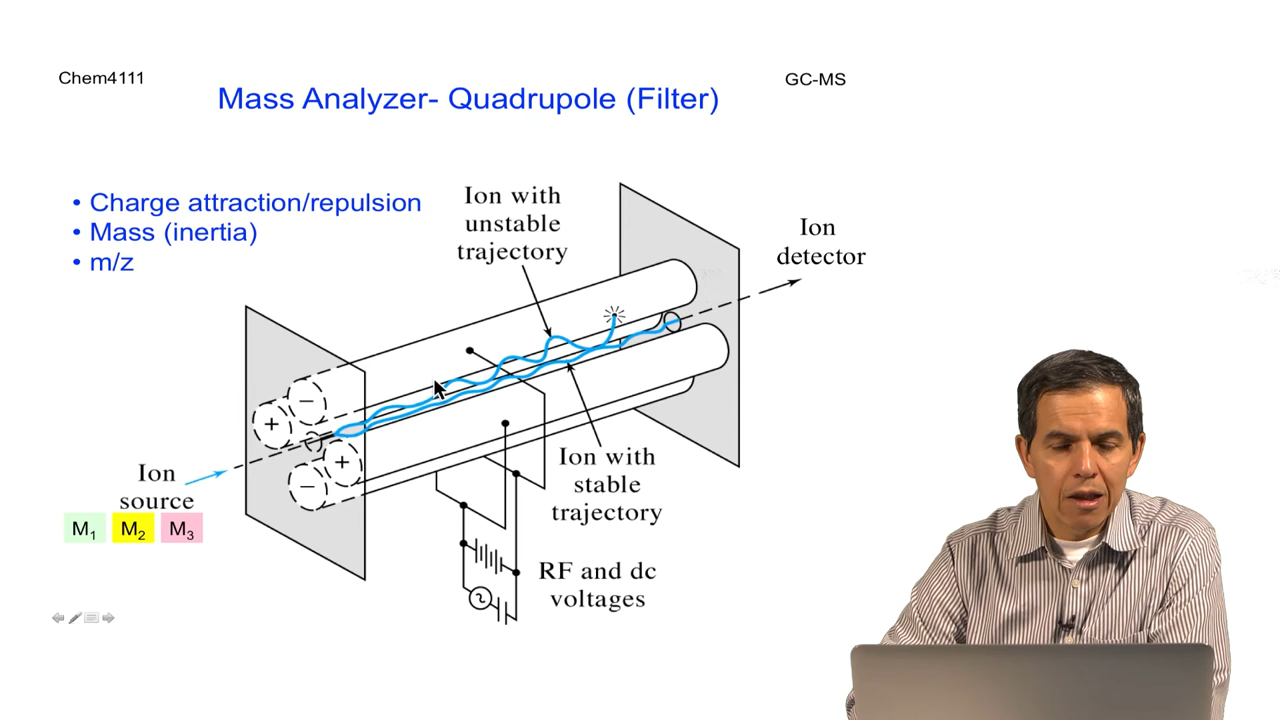 Chem4111
GC-MS
Mass Analyzer- Quadrupole (Filter)
• Charge attraction/repulsion
• Mass (inertia)
• m/z
Ion with
unstable
trajectory
Ion
detector
+
−
+
−
Ion
source
M₁ M₂ M₃
Ion with
stable
trajectory
RF and dc
voltages